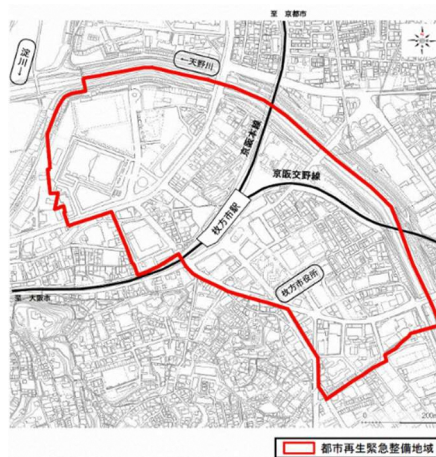 至 京都市
淀川→
←天野川
京阪本線
京阪交野線
枚方市駅
枚方市役所
至 大阪市
0 200m
都市再生緊急整備地域